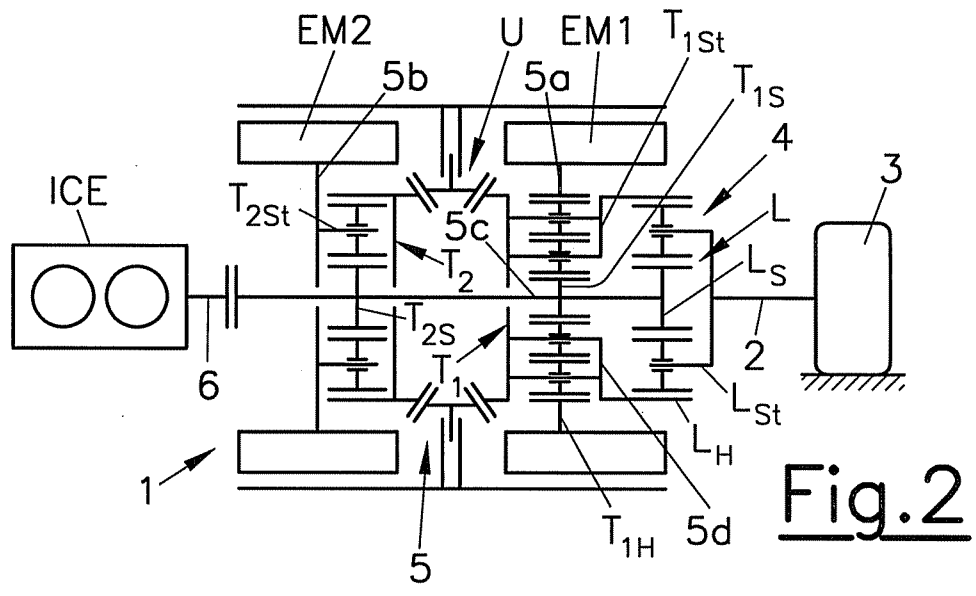 EM2
U
EM1
T1St
5b
5a
T1S
4
3
ICE
T2St
5c
L
T2
LS
T2S
T1
6
2
LSt
LH
1
5
T1H
5d
Fig.2